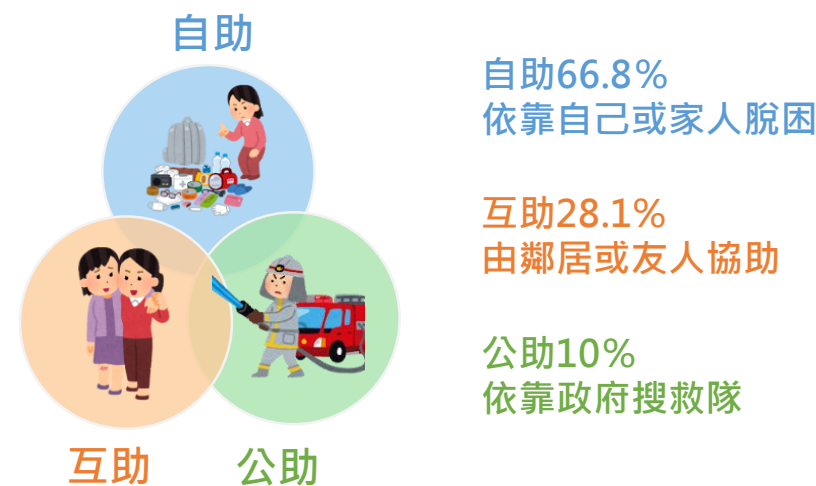 自助
自助66.8%
依靠自己或家人脫困
互助28.1%
由鄰居或友人協助
公助10%
依靠政府搜救隊
互助
公助